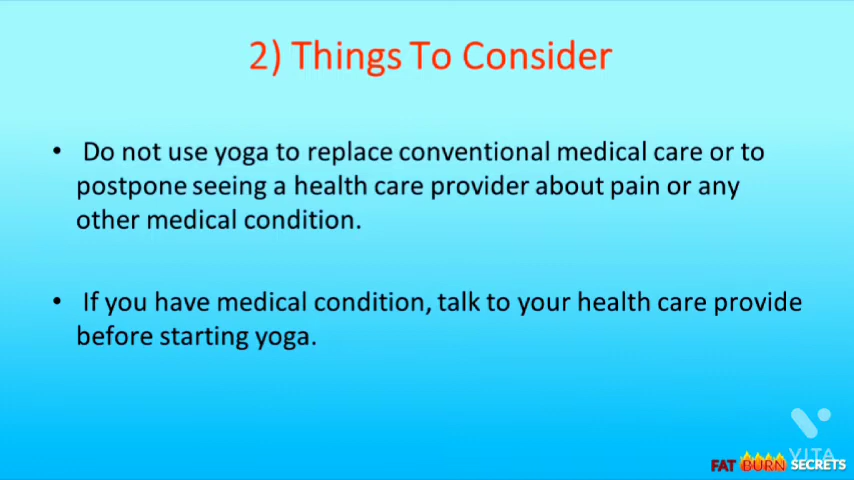 2) Things To Consider
• Do not use yoga to replace conventional medical care or to
postpone seeing a health care provider about pain or any
other medical condition.
• If you have medical condition, talk to your health care provide
before starting yoga.
VITA
FAT BURN SECRETS